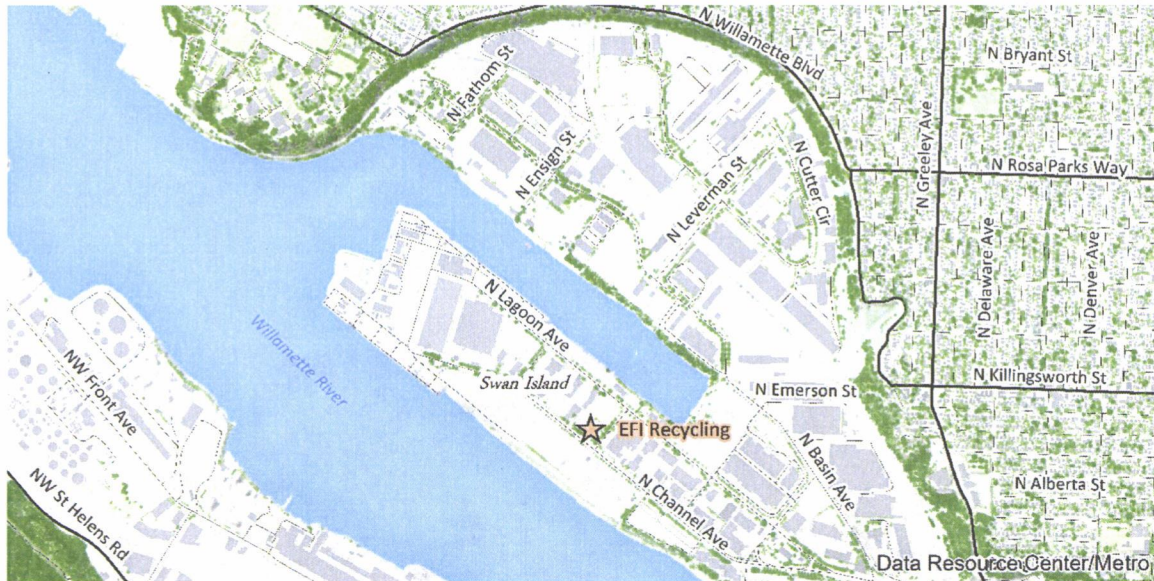 N Willamette Blvd
N Bryant St
N Fathom St
N Greeley Ave
N Ensign St
N Cutter Cir
N Rosa Parks Way
N Leverman St
N Delaware Ave
N Denver Ave
N Lagoon Ave
Willamette River
NW Front Ave
Swan Island
N Emerson St
N Killingsworth St
EFI Recycling
N Basin Ave
N Channel Ave
N Alberta St
NW St Helens Rd
Data Resource Center/Metro